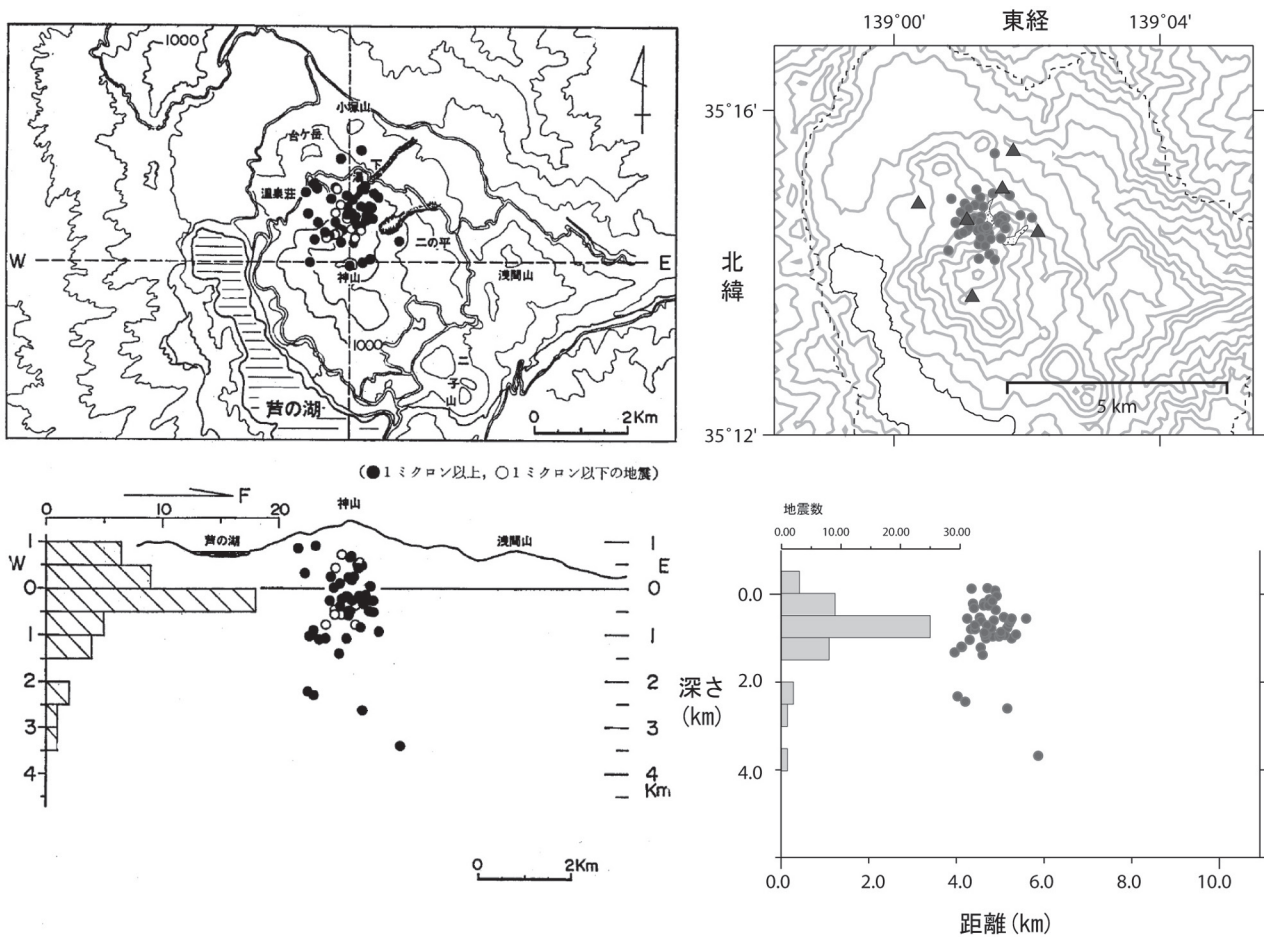 1000
小塚山
台ケ岳
下
湯
温泉荘
二の平
W
E
神山
浅間山
1000
二
子
山
芦の湖
0 2Km
139°00' 東経 139°04'
35°16'
北
緯
5 km
35°12'
(●1ミクロン以上,○1ミクロン以下の地震)
0 10 20 F
神山
芦の湖
浅間山
1
W
0
1
2
3
4
1
E
0
1
2
3
4
Km
0 2Km
地震数
0.00 10.00 20.00 30.00
0.0
2.0
深さ
(km)
4.0
0.0 2.0 4.0 6.0 8.0 10.0
距離 (km)